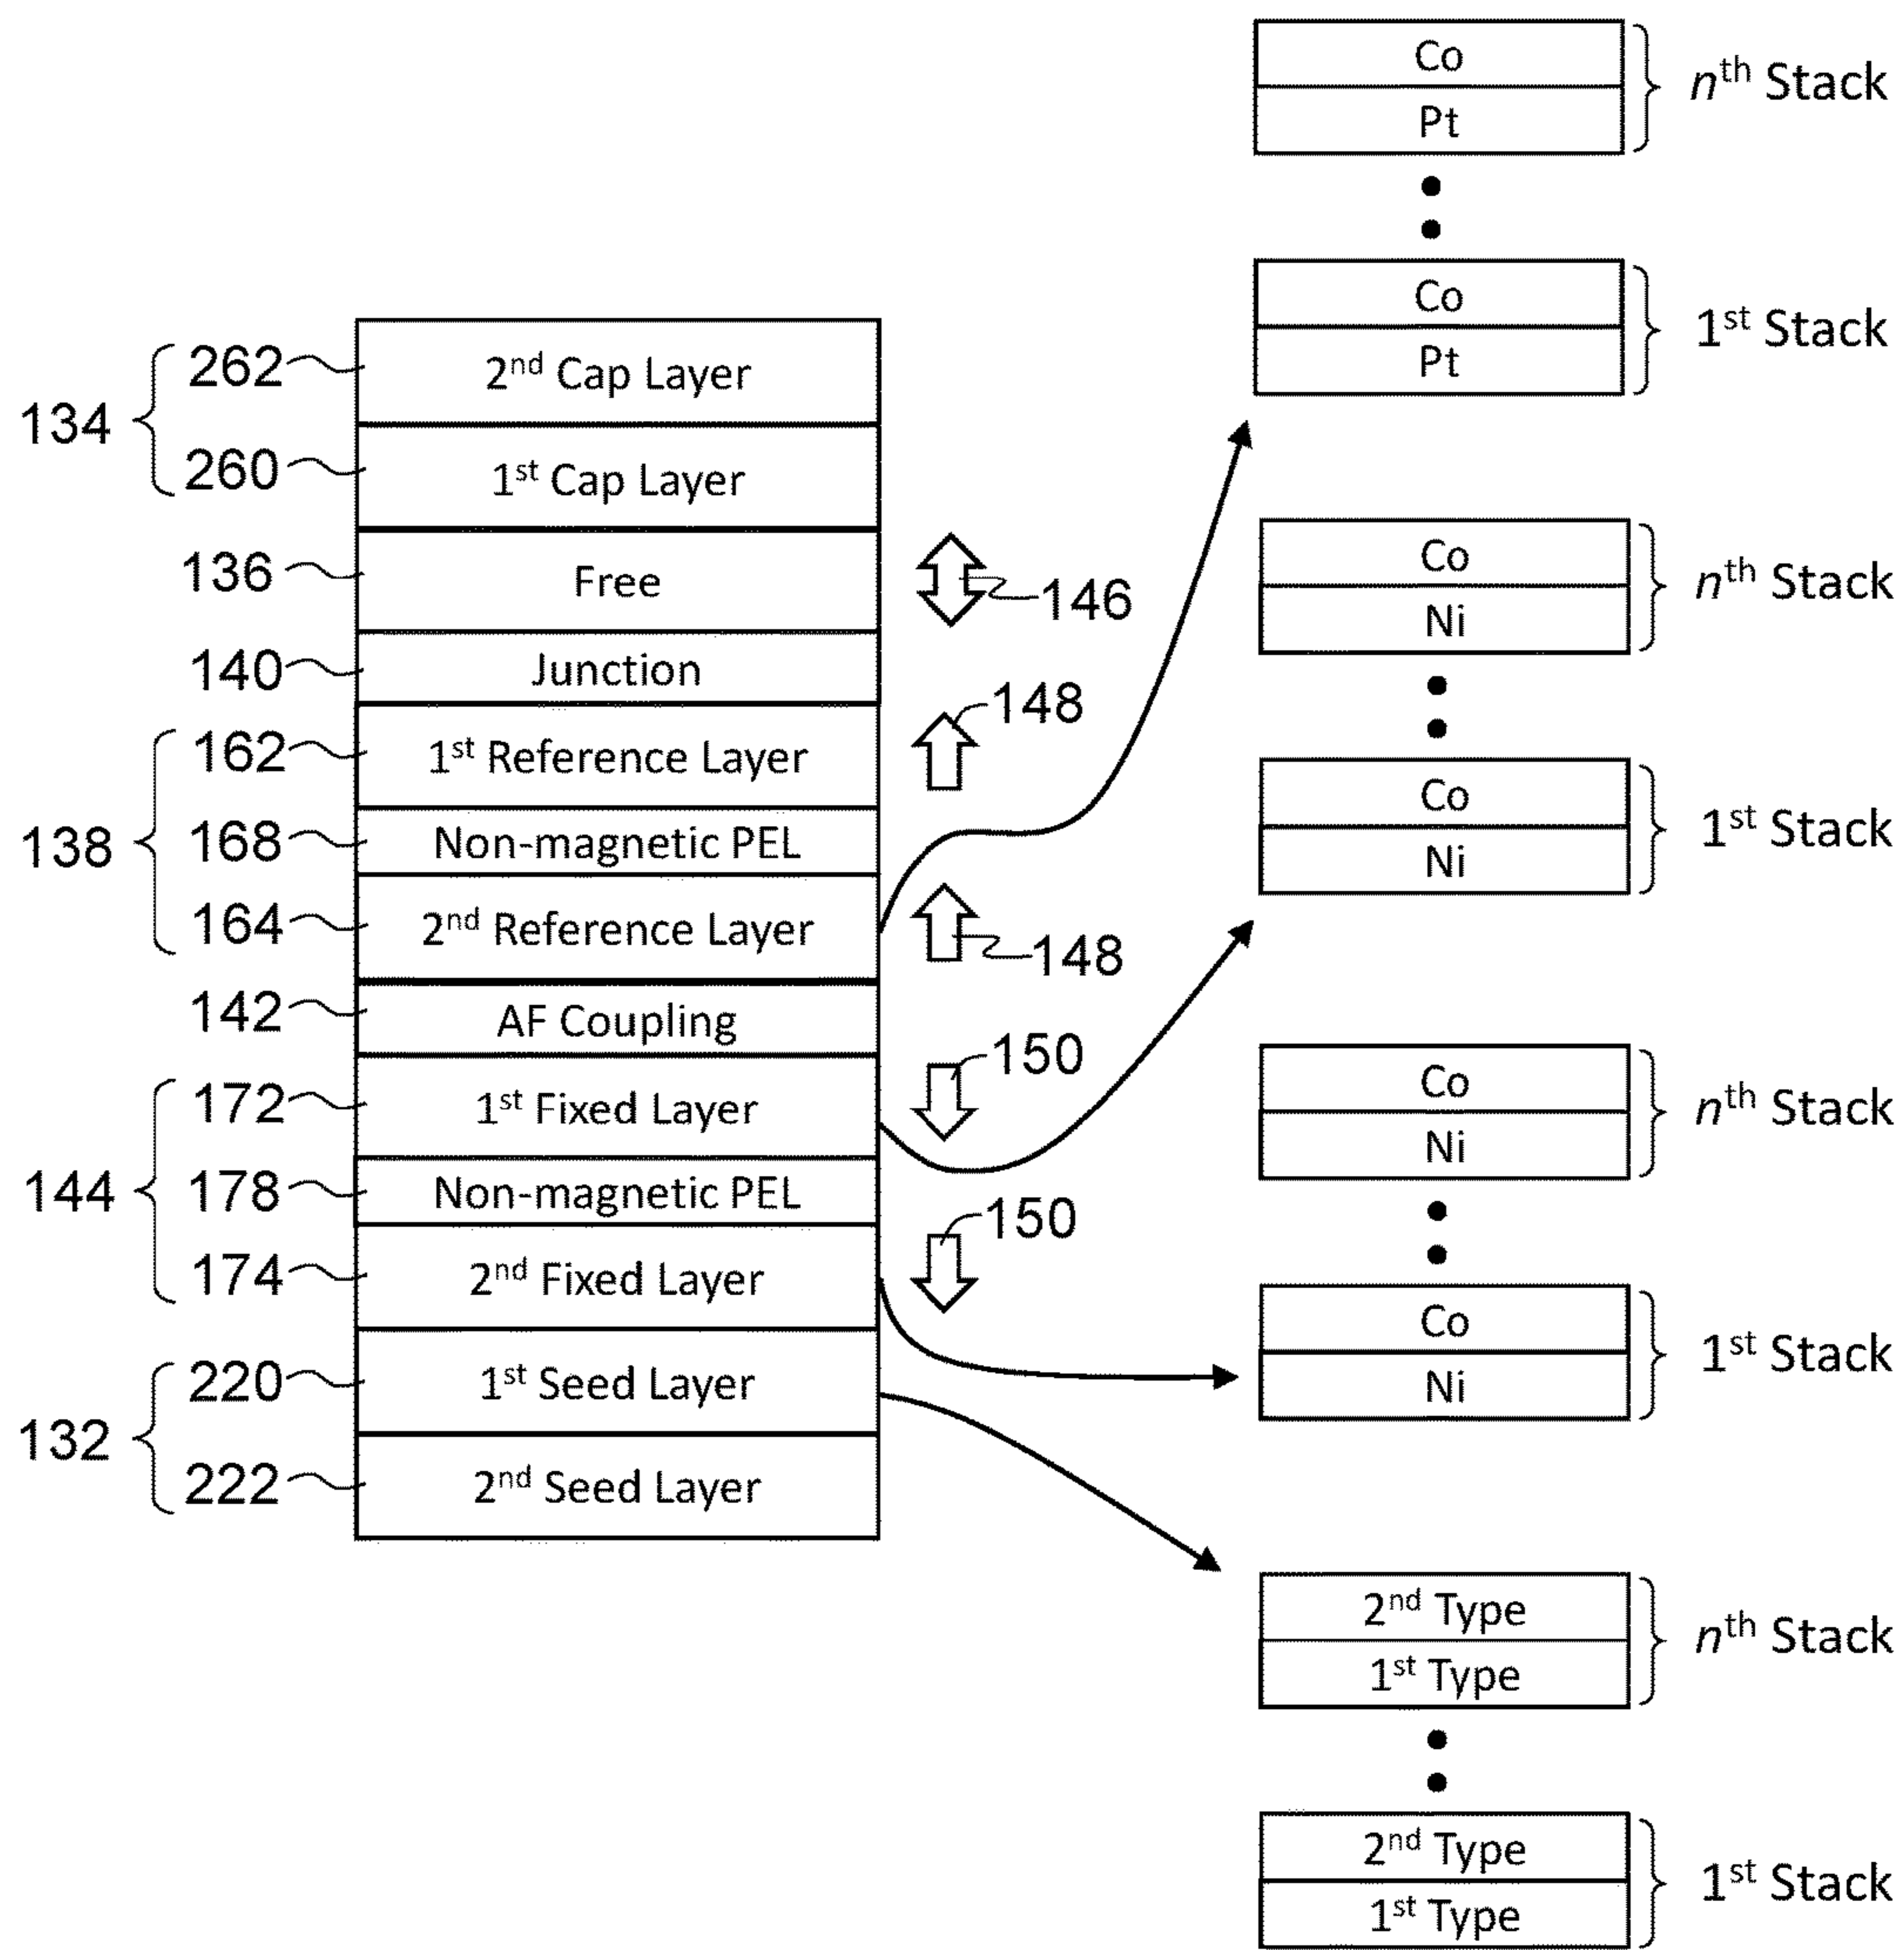 134
262
2nd Cap Layer
260
1st Cap Layer
136
Free
146
140
Junction
138
162
1st Reference Layer
148
168
Non-magnetic PEL
164
2nd Reference Layer
148
142
AF Coupling
144
172
1st Fixed Layer
150
178
Non-magnetic PEL
174
2nd Fixed Layer
150
132
220
1st Seed Layer
222
2nd Seed Layer
Co
Pt
nth Stack
Co
Pt
1st Stack
Co
Ni
nth Stack
Co
Ni
1st Stack
Co
Ni
nth Stack
Co
Ni
1st Stack
2nd Type
1st Type
nth Stack
2nd Type
1st Type
1st Stack